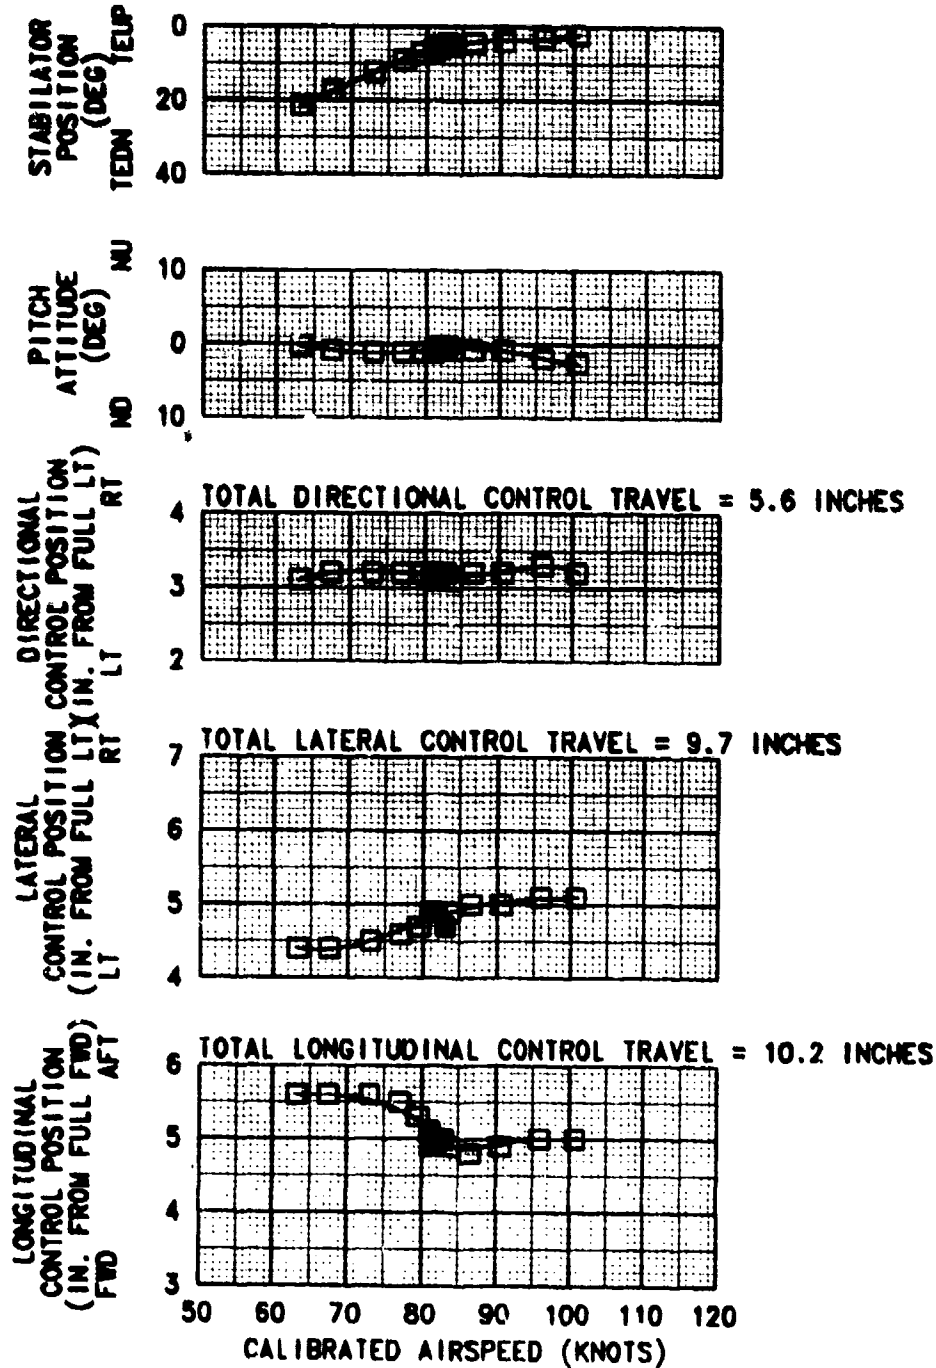 STABILATOR
POSITION
(DEG)
TEDN TEUP
0
20
40
PITCH
ATTITUDE
(DEG)
ND NU
10
0
10
DIRECTIONAL
CONTROL POSITION
(IN. FROM FULL LT)
LT RT
TOTAL DIRECTIONAL CONTROL TRAVEL = 5.6 INCHES
4
3
2
LATERAL
CONTROL POSITION
(IN. FROM FULL LT)
LT RT
TOTAL LATERAL CONTROL TRAVEL = 9.7 INCHES
7
6
5
4
LONGITUDINAL
CONTROL POSITION
(IN. FROM FULL FWD)
FWD AFT
TOTAL LONGITUDINAL CONTROL TRAVEL = 10.2 INCHES
6
5
4
3
50 60 70 80 90 100 110 120
CALIBRATED AIRSPEED (KNOTS)